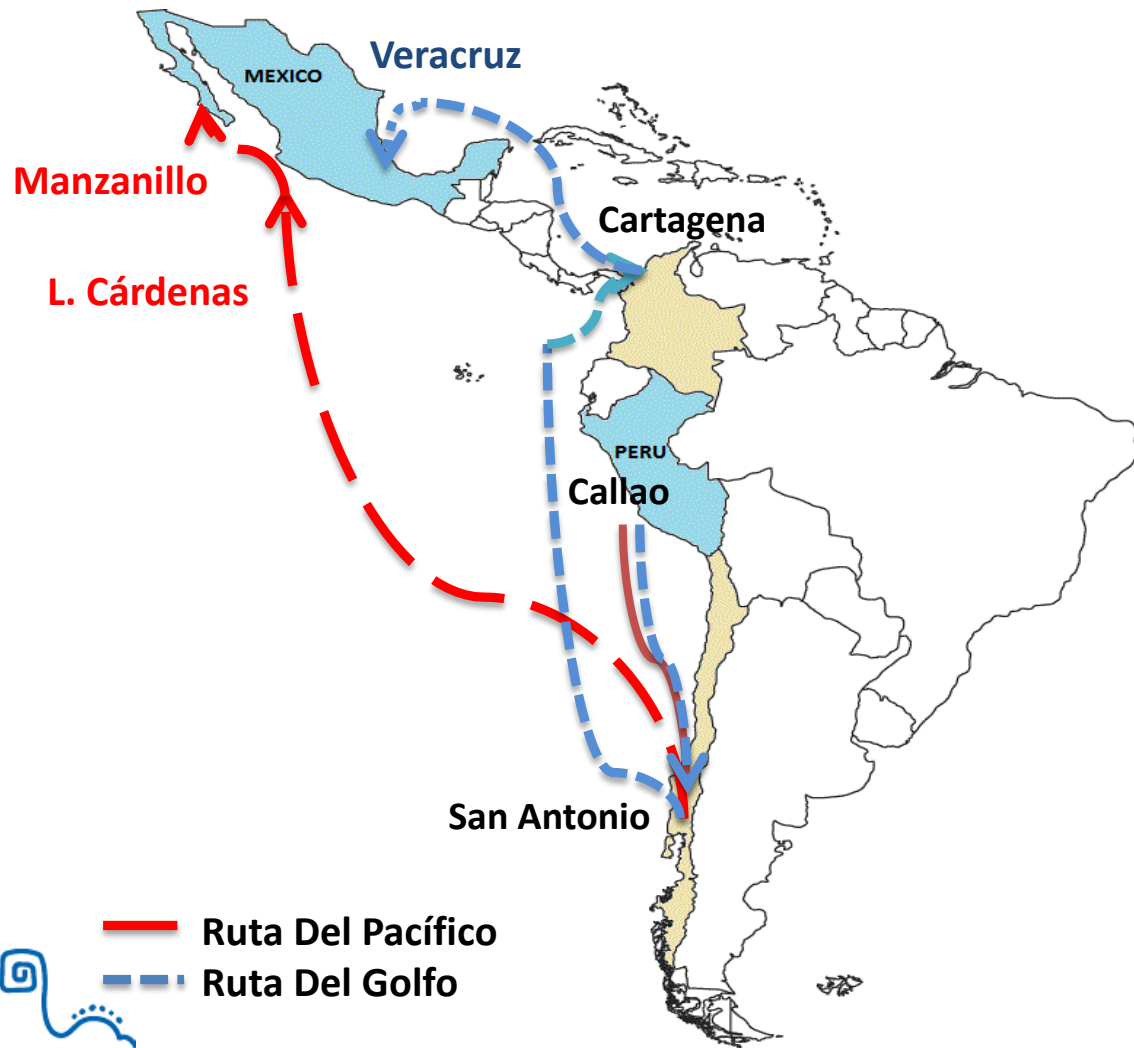 Veracruz
MEXICO
Manzanillo
Cartagena
L. Cárdenas
PERU
Callao
San Antonio
Ruta Del Pacífico
Ruta Del Golfo